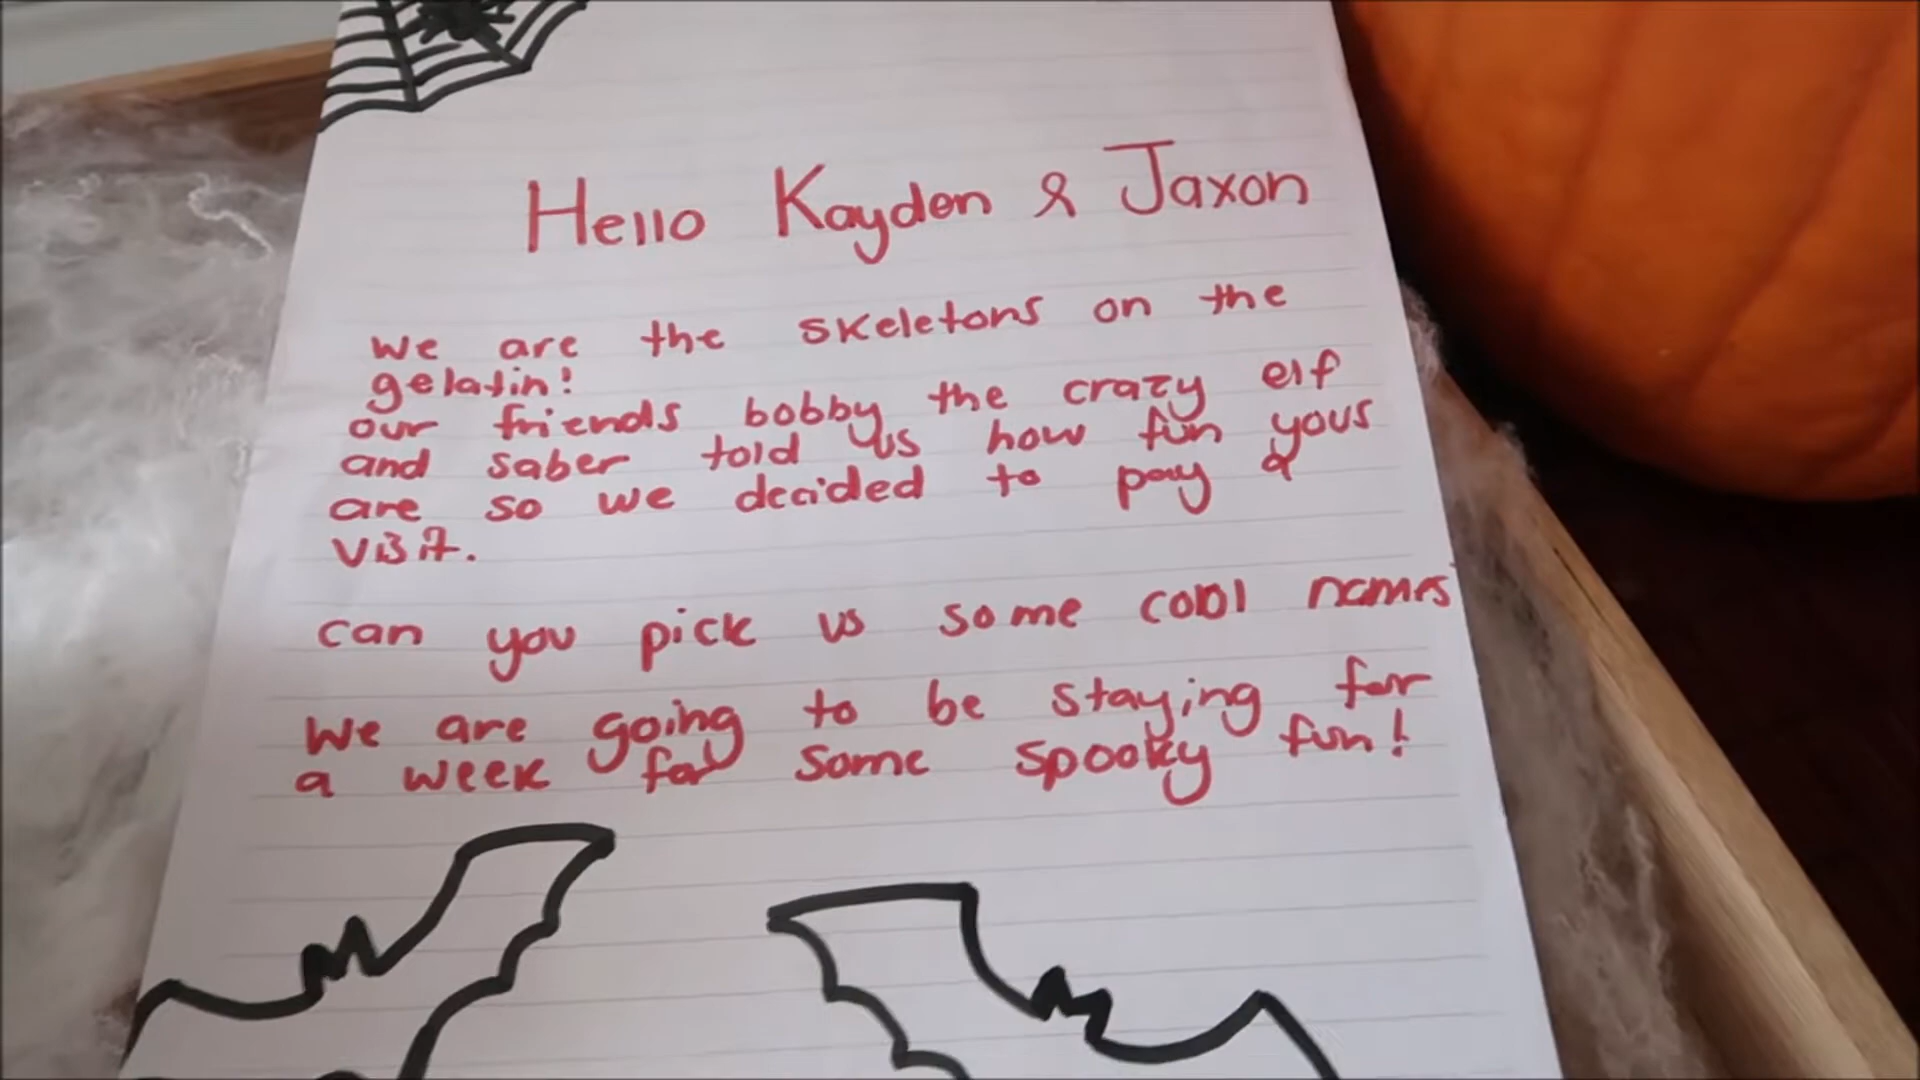 Hello Kayden & Jaxon
We are the skeletons on the
gelatin!
our friends bobby the crazy elf
and saber told us how fun yous
are so we decided to pay a
visit.
can you pick us some cool names
We are going to be staying for
a week for some spooky fun!